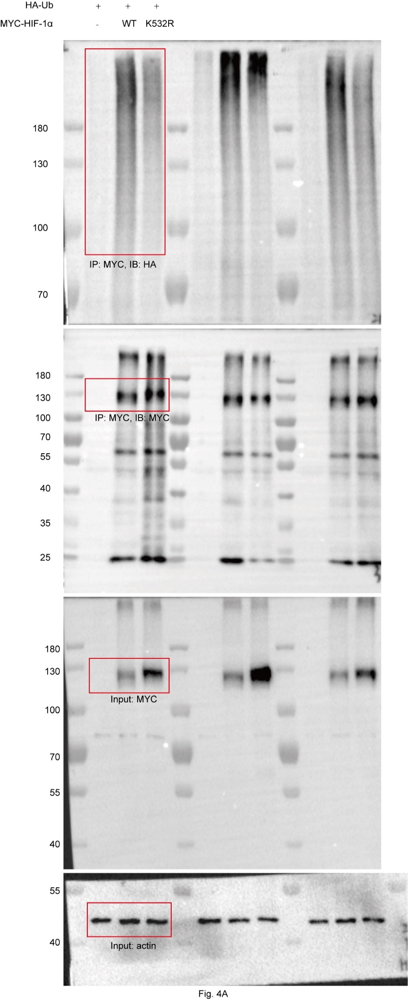 HA-Ub + + +
MYC-HIF-1α - WT K532R
180
130
100
IP: MYC, IB: HA
70
180
130
IP: MYC, IB: MYC
100
70
55
40
35
25
180
130
Input: MYC
100
70
55
40
55
Input: actin
40
Fig. 4A